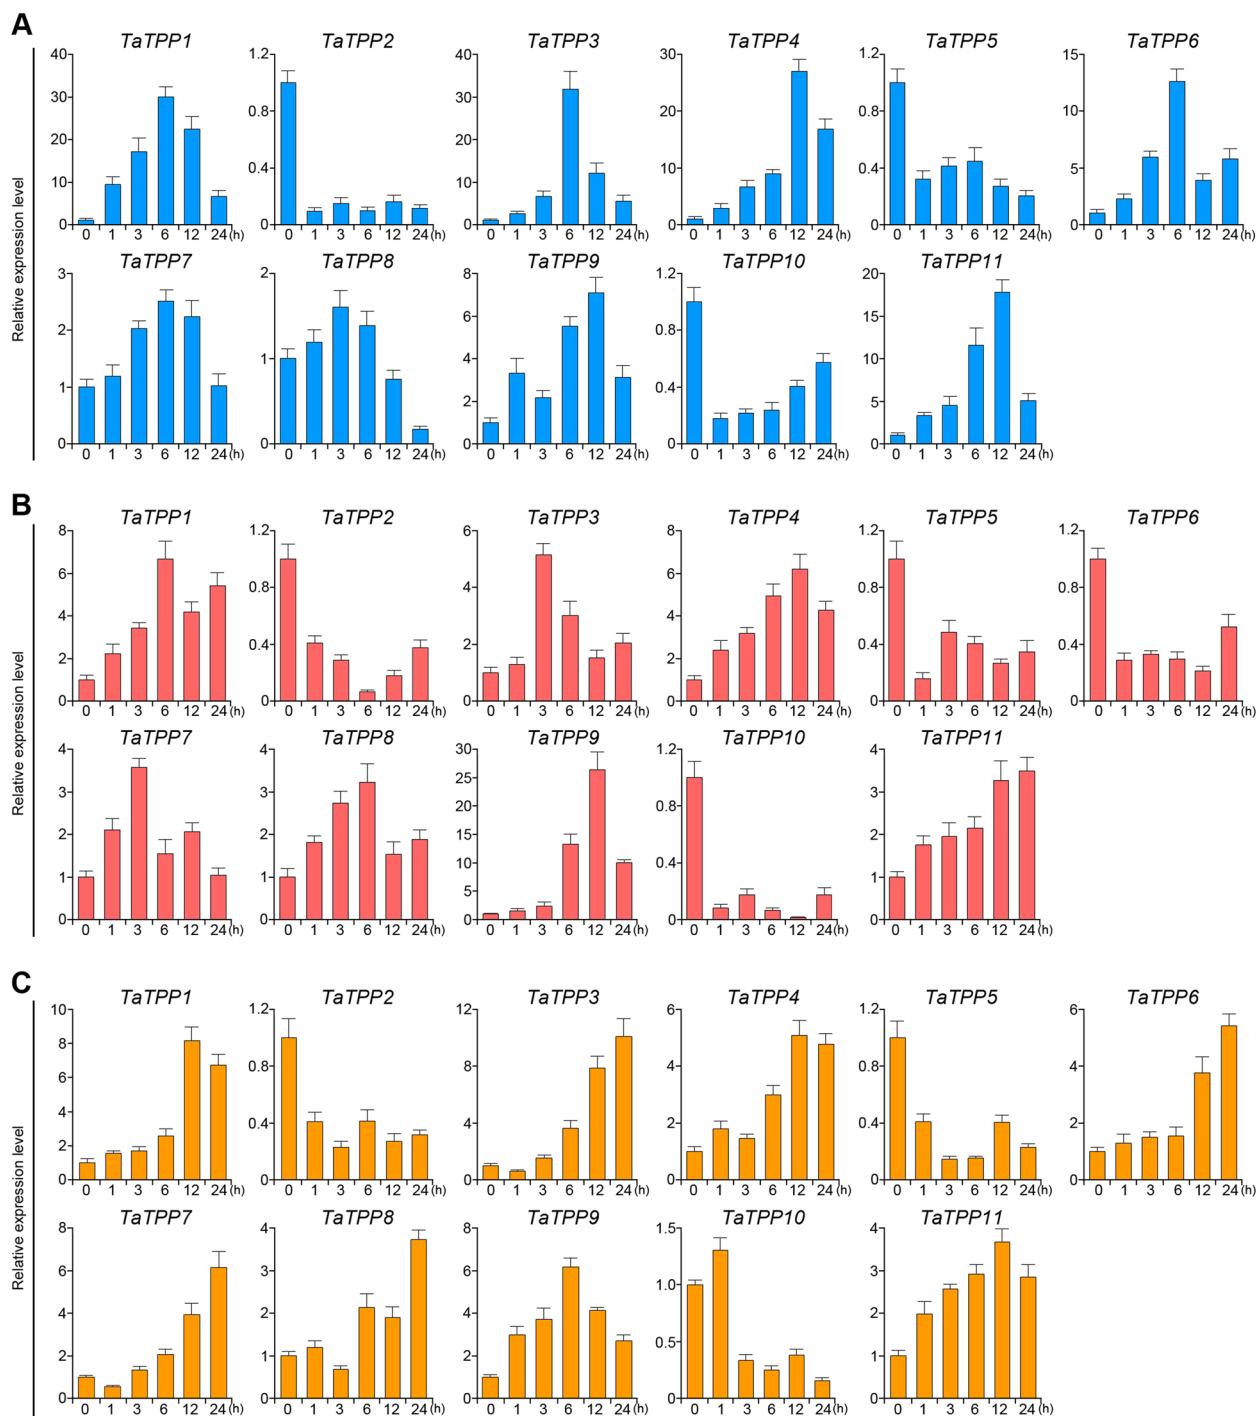 A
TaTPP1 TaTPP2 TaTPP3 TaTPP4 TaTPP5 TaTPP6
Relative expression level
40 1.2 40 30 1.2 15
30 0.8 30 20 0.8 10
20 0.4 20 10 0.4 5
10 0 10 0 0 0
0 0
0 1 3 6 12 24(h) 0 1 3 6 12 24(h) 0 1 3 6 12 24(h) 0 1 3 6 12 24(h) 0 1 3 6 12 24(h) 0 1 3 6 12 24(h)
TaTPP7 TaTPP8 TaTPP9 TaTPP10 TaTPP11
3 2 8 1.2 20
2 1 6 0.8 15
1 0 4 0.4 10
0 2 0 5
0 0
0 1 3 6 12 24(h) 0 1 3 6 12 24(h) 0 1 3 6 12 24(h) 0 1 3 6 12 24(h) 0 1 3 6 12 24(h)
B
TaTPP1 TaTPP2 TaTPP3 TaTPP4 TaTPP5 TaTPP6
Relative expression level
8 1.2 6 8 1.2 1.2
6 0.8 4 6 0.8 0.8
4 0.4 2 4 0.4 0.4
2 0 0 2 0 0
0 0
0 1 3 6 12 24(h) 0 1 3 6 12 24(h) 0 1 3 6 12 24(h) 0 1 3 6 12 24(h) 0 1 3 6 12 24(h) 0 1 3 6 12 24(h)
TaTPP7 TaTPP8 TaTPP9 TaTPP10 TaTPP11
4 4 30 1.2 4
3 3 25 0.8 3
2 2 20 0.4 2
1 1 15 0 1
0 0 10 0
5
0
0 1 3 6 12 24(h) 0 1 3 6 12 24(h) 0 1 3 6 12 24(h) 0 1 3 6 12 24(h) 0 1 3 6 12 24(h)
C
TaTPP1 TaTPP2 TaTPP3 TaTPP4 TaTPP5 TaTPP6
Relative expression level
10 1.2 12 6 1.2 6
8 0.8 8 4 0.8 4
6 0.4 4 2 0.4 2
4 0 0 0 0 0
2
0
0 1 3 6 12 24(h) 0 1 3 6 12 24(h) 0 1 3 6 12 24(h) 0 1 3 6 12 24(h) 0 1 3 6 12 24(h) 0 1 3 6 12 24(h)
TaTPP7 TaTPP8 TaTPP9 TaTPP10 TaTPP11
8 4 8 1.5 4
6 3 6 1.0 3
4 2 4 0.5 2
2 1 2 0 1
0 0 0 0
0 1 3 6 12 24(h) 0 1 3 6 12 24(h) 0 1 3 6 12 24(h) 0 1 3 6 12 24(h) 0 1 3 6 12 24(h)